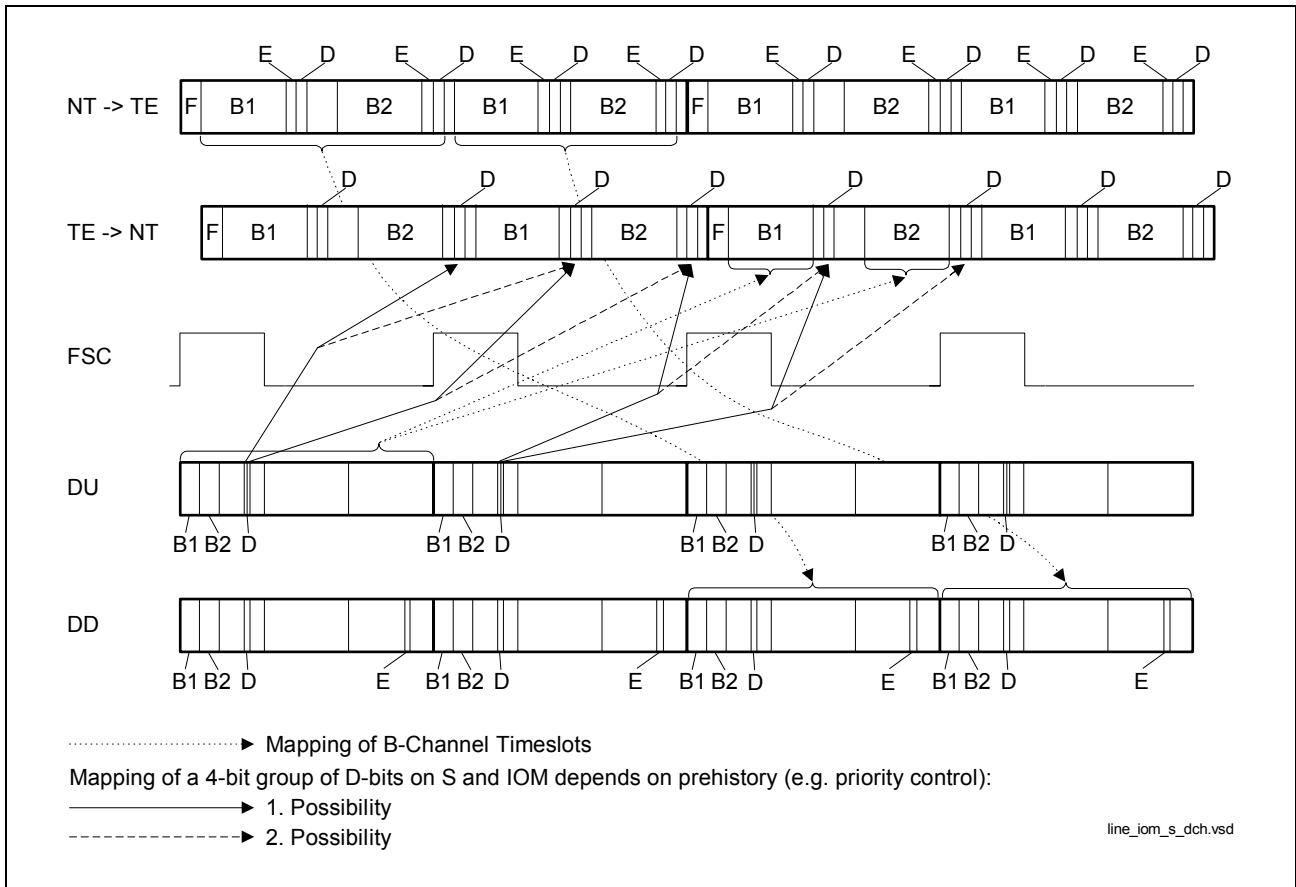 E D E D E D E D E D E D E D E D
NT -> TE F B1 B2 B1 B2 F B1 B2 B1 B2
D D D D D D D D
TE -> NT F B1 B2 B1 B2 F B1 B2 B1 B2
FSC
DU
B1 B2 D B1 B2 D B1 B2 D B1 B2 D
DD
B1 B2 D E B1 B2 D E B1 B2 D E B1 B2 D E
Mapping of B-Channel Timeslots
Mapping of a 4-bit group of D-bits on S and IOM depends on prehistory (e.g. priority control):
1. Possibility
2. Possibility
line_iom_s_dch.vsd